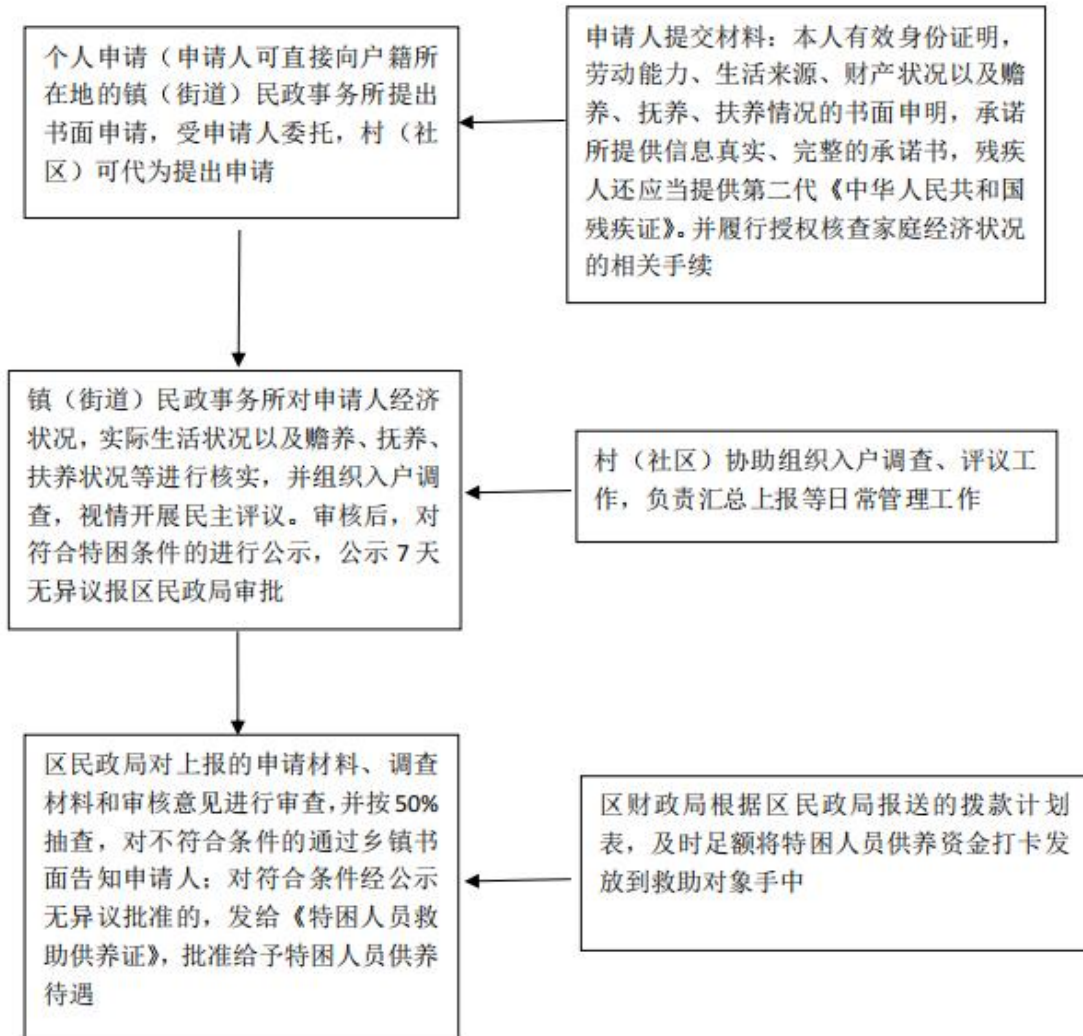 个人申请（申请人可直接向户籍所
在地的镇（街道）民政事务所提出
书面申请，受申请人委托，村（社
区）可代为提出申请
申请人提交材料：本人有效身份证明，
劳动能力、生活来源、财产状况以及赡
养、抚养、扶养情况的书面申明，承诺
所提供信息真实、完整的承诺书，残疾
人还应当提供第二代《中华人民共和国
残疾证》。并履行授权核查家庭经济状况
的相关手续
镇（街道）民政事务所对申请人经济
状况，实际生活状况以及赡养、抚养、
扶养状况等进行核实，并组织入户调
查，视情开展民主评议。审核后，对
符合特困条件的进行公示，公示 7 天
无异议报区民政局审批
村（社区）协助组织入户调查、评议工
作，负责汇总上报等日常管理工作
区民政局对上报的申请材料、调查
材料和审核意见进行审查，并按 50%
抽查，对不符合条件的通过乡镇书
面告知申请人；对符合条件经公示
无异议批准的，发给《特困人员救
助供养证》，批准给予特困人员供养
待遇
区财政局根据区民政局报送的拨款计划
表，及时足额将特困人员供养资金打卡发
放到救助对象手中